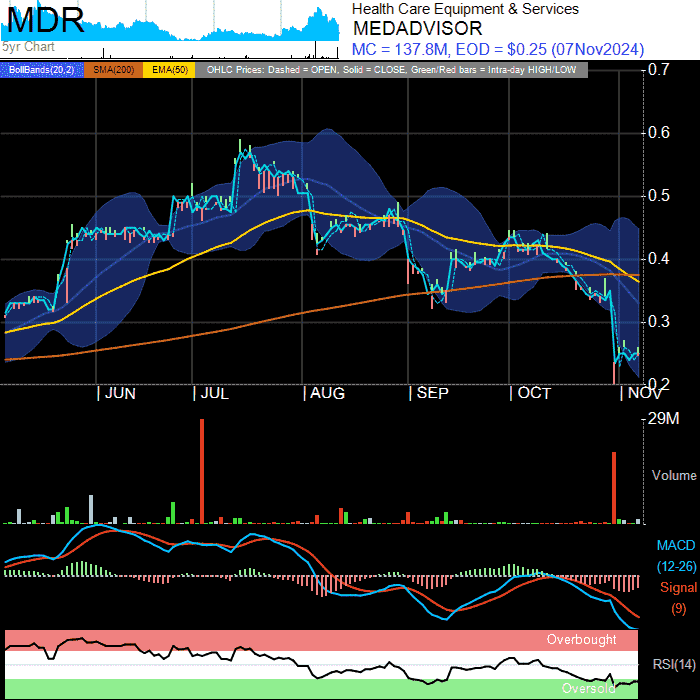 MDR
5yr Chart
Health Care Equipment & Services
MEDADVISOR
MC = 137.8M, EOD = $0.25 (07Nov2024)
BollBands(20,2) SMA(200) EMA(50) OHLC Prices: Dashed = OPEN, Solid = CLOSE, Green/Red bars = Intra-day HIGH/LOW
0.7
0.6
0.5
0.4
0.3
0.2
JUN JUL AUG SEP OCT NOV
29M
Volume
MACD
(12-26)
Signal
(9)
Overbought
RSI(14)
Oversold